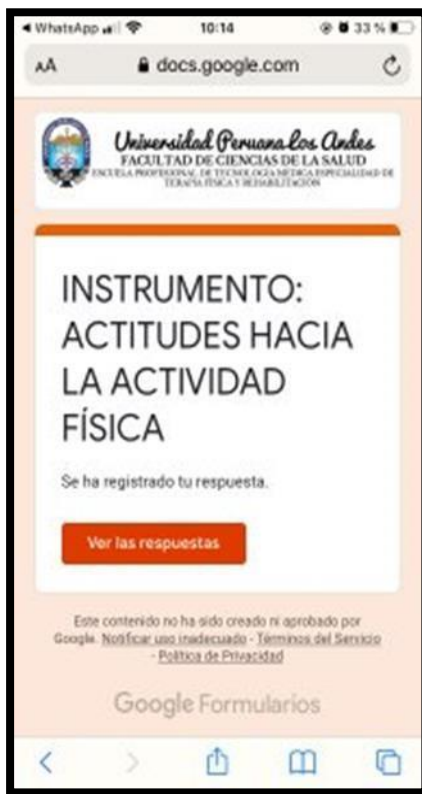 WhatsApp 10:14 33 %
AA docs.google.com
Universidad Peruana Los Andes
FACULTAD DE CIENCIAS DE LA SALUD
ESCUELA PROFESIONAL DE TECNOLOGIA MEDICA ESPECIALIDAD DE
TERAPIA FISICA Y REHABILITACIÓN
INSTRUMENTO:
ACTITUDES HACIA
LA ACTIVIDAD
FÍSICA
Se ha registrado tu respuesta.
Ver las respuestas
Este contenido no ha sido creado ni aprobado por
Google. Notificar uso inadecuado - Términos del Servicio
- Política de Privacidad
Google Formularios